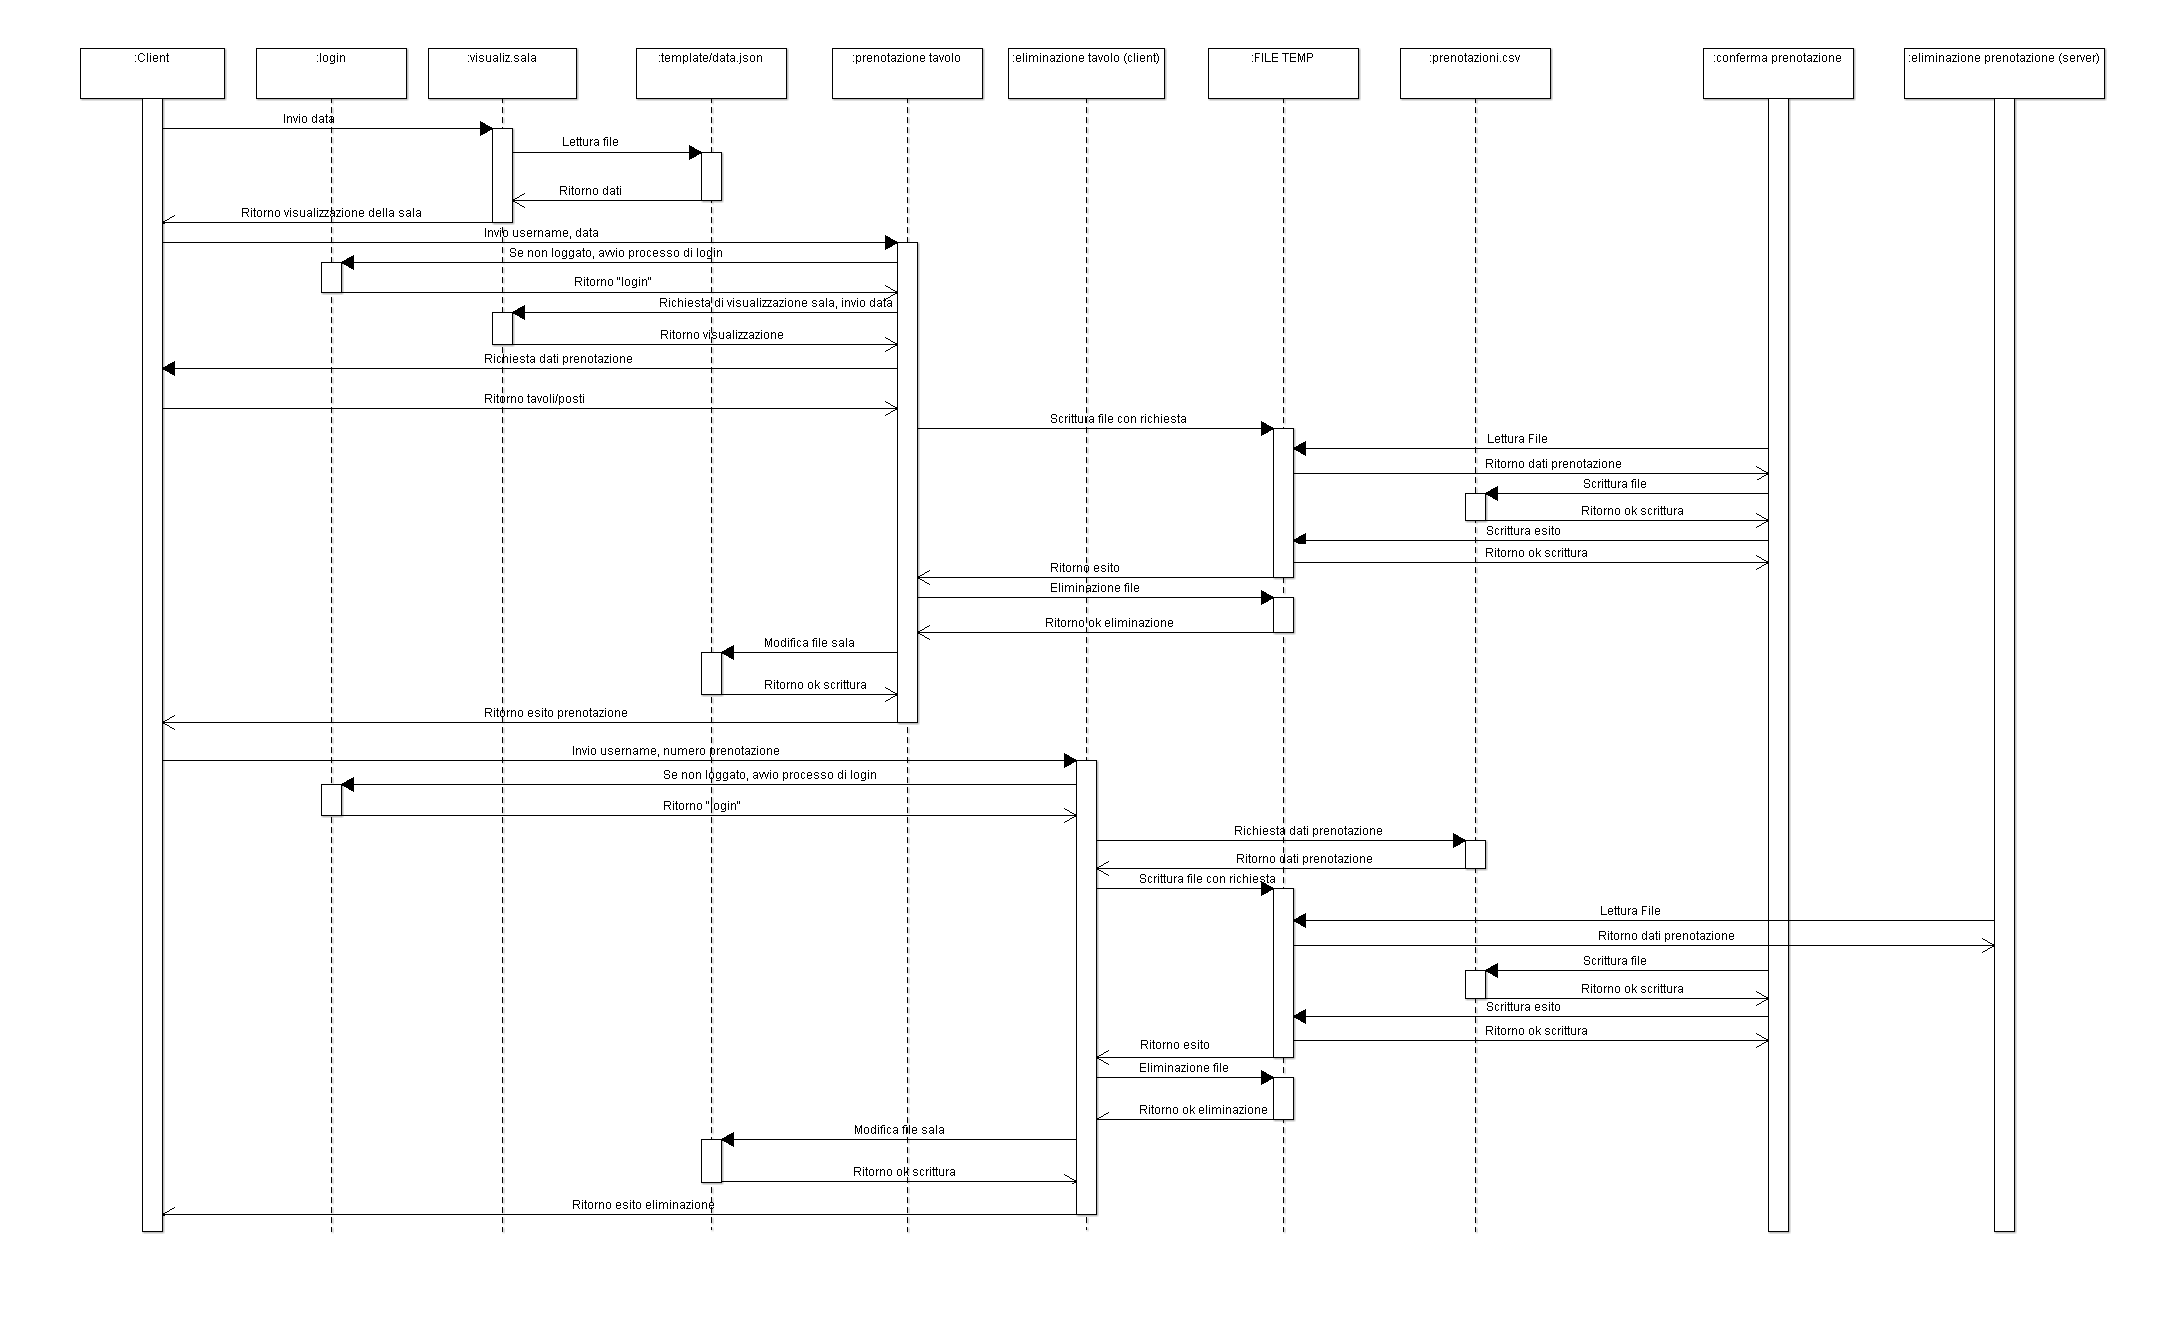 :Client
:login
:visualiz.sala
:template/data.json
:prenotazione tavolo
:eliminazione tavolo (client)
:FILE TEMP
:prenotazioni.csv
:conferma prenotazione
:eliminazione prenotazione (server)
Invio data
Lettura file
Ritorno dati
Ritorno visualizzazione della sala
Invio username, data
Se non loggato, avvio processo di login
Ritorno "login"
Richiesta di visualizzazione sala, invio data
Ritorno visualizzazione
Richiesta dati prenotazione
Ritorno tavoli/posti
Scrittura file con richiesta
Lettura File
Ritorno dati prenotazione
Scrittura file
Ritorno ok scrittura
Scrittura esito
Ritorno ok scrittura
Ritorno esito
Eliminazione file
Ritorno ok eliminazione
Modifica file sala
Ritorno ok scrittura
Ritorno esito prenotazione
Invio username, numero prenotazione
Se non loggato, avvio processo di login
Ritorno "login"
Richiesta dati prenotazione
Ritorno dati prenotazione
Scrittura file con richiesta
Lettura File
Ritorno dati prenotazione
Scrittura file
Ritorno ok scrittura
Scrittura esito
Ritorno ok scrittura
Ritorno esito
Eliminazione file
Ritorno ok eliminazione
Modifica file sala
Ritorno ok scrittura
Ritorno esito eliminazione